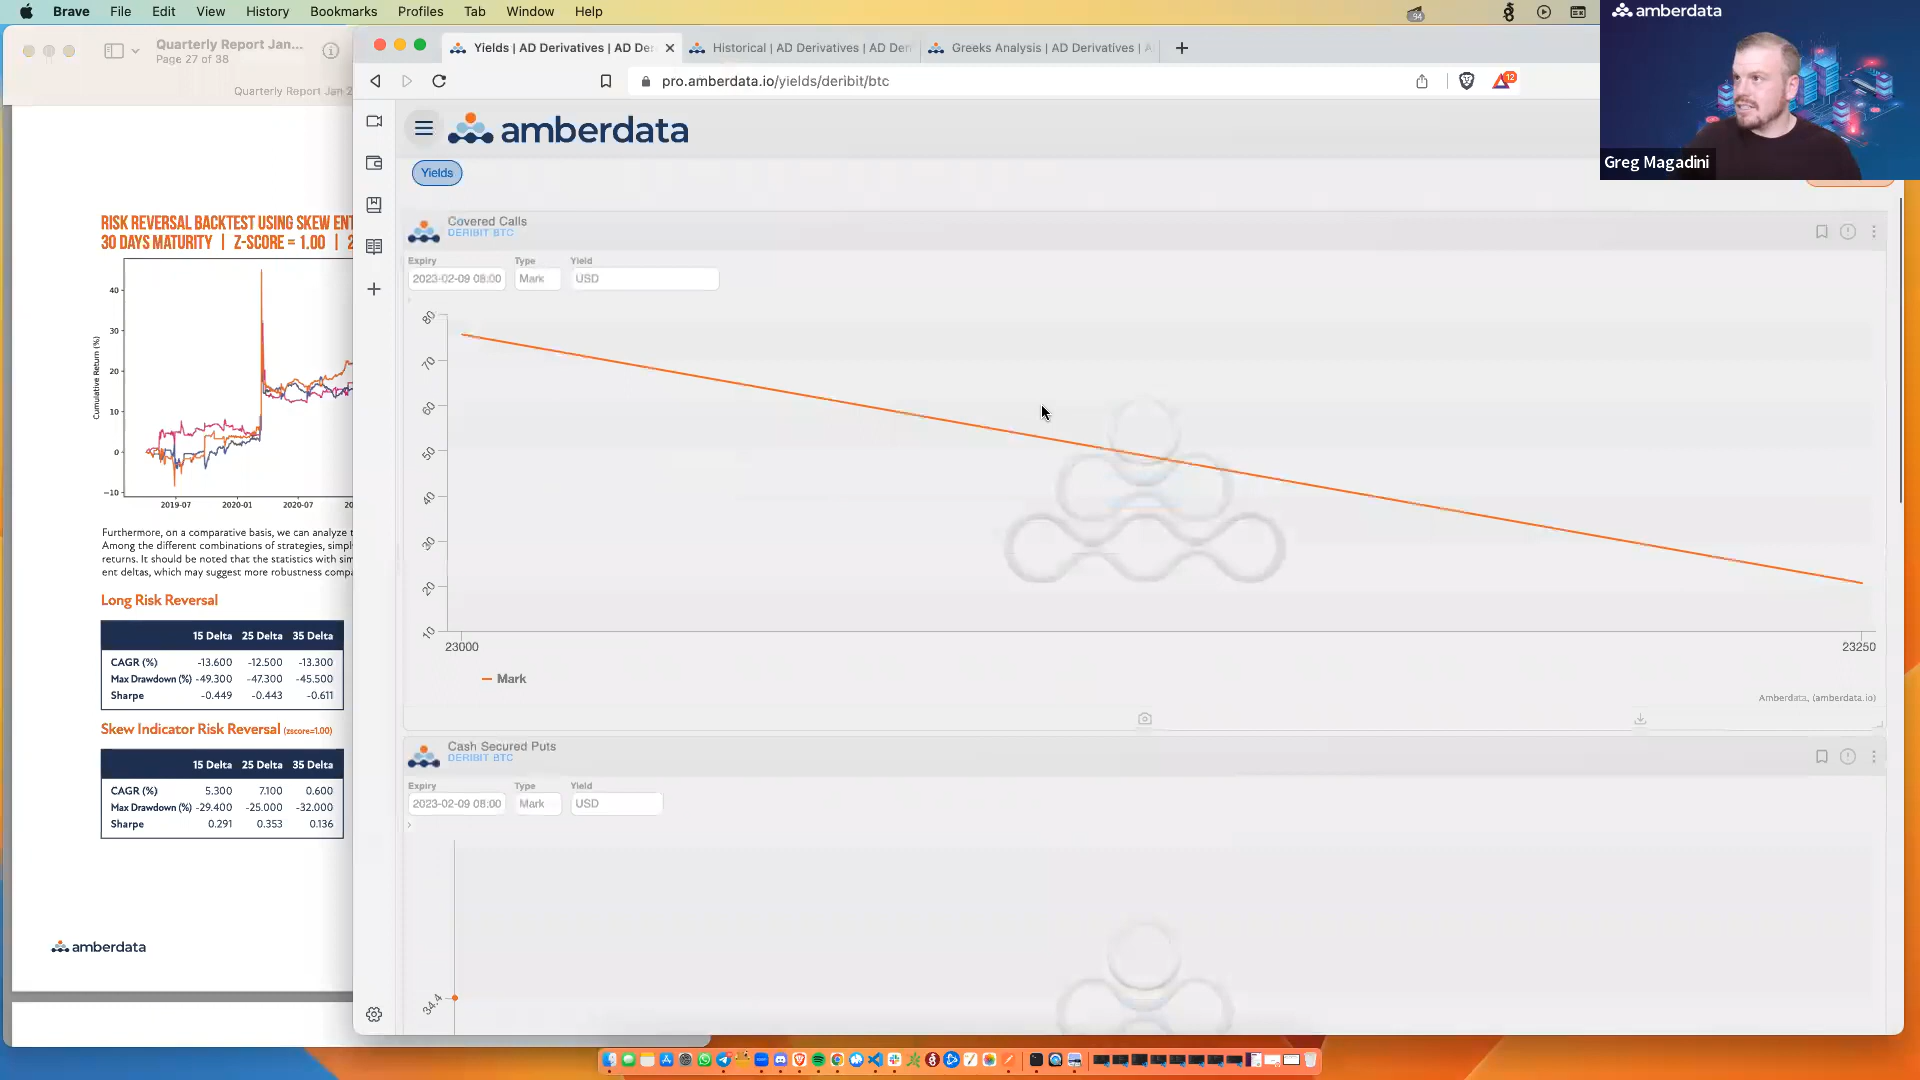 Brave File Edit View History Bookmarks Profiles Tab Window Help
94
amberdata
Greg Magadini
Quarterly Report Jan...
Page 27 of 38
Quarterly Report Jan 2
RISK REVERSAL BACKTEST USING SKEW ENT
30 DAYS MATURITY | Z-SCORE = 1.00 | 2
Cumulative Return (%)
40
30
20
10
0
−10
2019-07 2020-01 2020-07
Furthermore, on a comparative basis, we can analyze
Among the different combinations of strategies, simpl
returns. It should be noted that the statistics with sim
ent deltas, which may suggest more robustness compa
Long Risk Reversal
15 Delta 25 Delta 35 Delta
CAGR (%) -13.600 -12.500 -13.300
Max Drawdown (%) -49.300 -47.300 -45.500
Sharpe -0.449 -0.443 -0.611
Skew Indicator Risk Reversal (zscore=1.00)
15 Delta 25 Delta 35 Delta
CAGR (%) 5.300 7.100 0.600
Max Drawdown (%) -29.400 -25.000 -32.000
Sharpe 0.291 0.353 0.136
amberdata
Yields | AD Derivatives | AD De
Historical | AD Derivatives | AD Der
Greeks Analysis | AD Derivatives |
pro.amberdata.io/yields/deribit/btc
12
amberdata
Yields
Covered Calls
DERIBIT BTC
Expiry Type Yield
2023-02-09 08:00 Mark USD
80
70
60
50
40
30
20
10
23000 23250
Mark
Amberdata, (amberdata.io)
Cash Secured Puts
DERIBIT BTC
Expiry Type Yield
2023-02-09 08:00 Mark USD
34.4